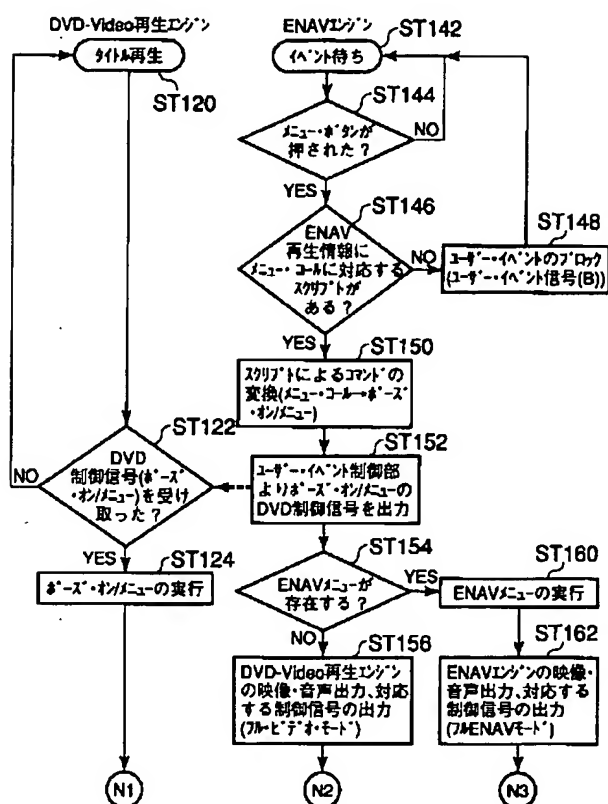 DVD-Video再生エンジン
タイトル再生
ST120
ENAVエンジン
イベント待ち
ST142
ST144
メニュー・ボタンが
押された?
NO
YES
ST146
ENAV
再生情報に
メニュー・コールに対応する
スクリプトが
ある?
NO
ST148
ユーザー・イベントのブロック
(ユーザー・イベント信号(B))
YES
ST150
スクリプトによるコマンドの
変換(メニュー・コール→ポーズ
・オン/メニュー)
ST122
DVD
制御信号(ポーズ
・オン/メニュー)を受け
取った?
NO
YES
ST152
ユーザー・イベント制御部
よりポーズ・オン/メニューの
DVD制御信号を出力
ST124
ポーズ・オン/メニューの実行
ST154
ENAVメニューが
存在する?
YES
NO
ST160
ENAVメニューの実行
ST156
DVD-Video再生エンジン
の映像・音声出力、対応
する制御信号の出力
(フル・ビデオ・モード)
ST162
ENAVエンジンの映像・
音声出力、対応する
制御信号の出力
(フルENAVモード)
N1
N2
N3